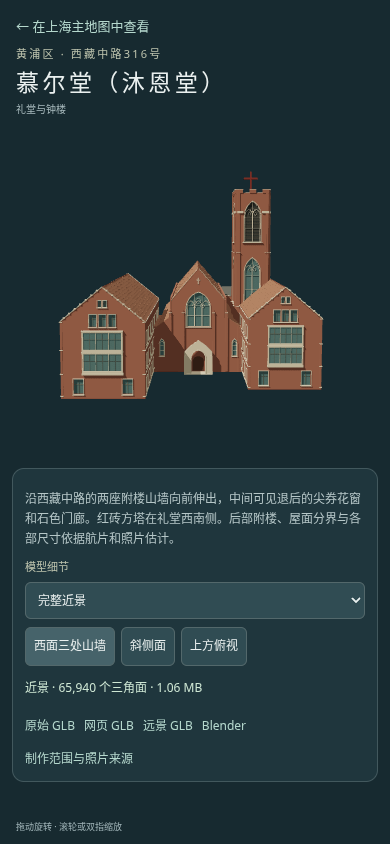 ← 在上海主地图中查看
黄浦区 · 西藏中路316号
慕尔堂（沐恩堂）
礼堂与钟楼
沿西藏中路的两座附楼山墙向前伸出，中间可见退后的尖券花窗
和石色门廊。红砖方塔在礼堂西南侧。后部附楼、屋面分界与各
部尺寸依据航片和照片估计。
模型细节
完整近景
西面三处山墙 斜侧面 上方俯视
近景 · 65,940 个三角面 · 1.06 MB
原始 GLB 网页 GLB 远景 GLB Blender
制作范围与照片来源
拖动旋转 · 滚轮或双指缩放